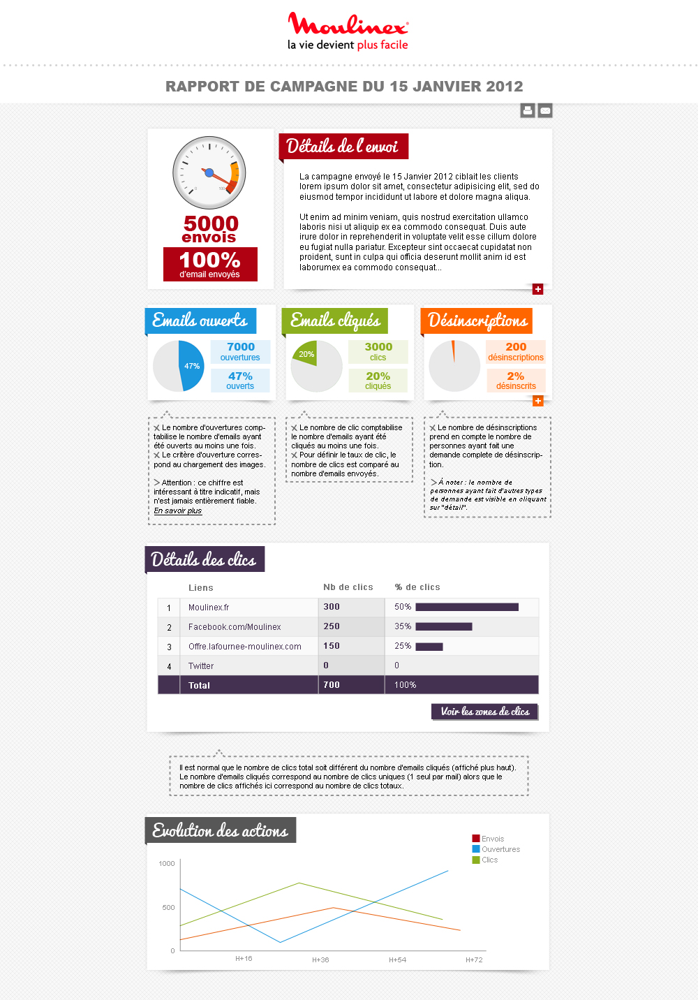 Moulinex
la vie devient plus facile
RAPPORT DE CAMPAGNE DU 15 JANVIER 2012
0 100
5000
envois
100%
d'email envoyés
Détails de l'envoi
La campagne envoyé le 15 Janvier 2012 ciblait les clients
lorem ipsum dolor sit amet, consectetur adipisicing elit, sed do
eiusmod tempor incididunt ut labore et dolore magna aliqua.
Ut enim ad minim veniam, quis nostrud exercitation ullamco
laboris nisi ut aliquip ex ea commodo consequat. Duis aute
irure dolor in reprehenderit in voluptate velit esse cillum dolore
eu fugiat nulla pariatur. Excepteur sint occaecat cupidatat non
proident, sunt in culpa qui officia deserunt mollit anim id est
laborumex ea commodo consequat...
+
Emails ouverts
47%
7000
ouvertures
47%
ouverts
Emails cliqués
20%
3000
clics
20%
cliqués
Désinscriptions
200
désinscriptions
2%
désinscrits
+
Le nombre d'ouvertures comp-
tabilise le nombre d'emails ayant
été ouverts au moins une fois.
Le critère d'ouverture corres-
pond au chargement des images.
Attention : ce chiffre est
intéressant à titre indicatif, mais
n'est jamais entièrement fiable.
En savoir plus
Le nombre de clic comptabilise
le nombre d'emails ayant été
cliqués au moins une fois.
Pour définir le taux de clic, le
nombre de clics est comparé au
nombre d'emails envoyés.
Le nombre de désinscriptions
prend en compte le nombre de
personnes ayant fait une
demande complete de désinscrip-
tion.
À noter : le nombre de
personnes ayant fait d'autres types
de demande est visible en cliquant
sur "détail".
Détails des clics
Liens Nb de clics % de clics
1 Moulinex.fr 300 50%
2 Facebook.com/Moulinex 250 35%
3 Offre.lafournee-moulinex.com 150 25%
4 Twitter 0 0
Total 700 100%
Voir les zones de clics
Il est normal que le nombre de clics total soit différent du nombre d'emails cliqués (affiché plus haut).
Le nombre d'emails cliqués correspond au nombre de clics uniques (1 seul par mail) alors que le
nombre de clics affichés ici correspond au nombre de clics totaux.
Evolution des actions
Envois
Ouvertures
Clics
1000
500
0
H+16 H+36 H+54 H+72